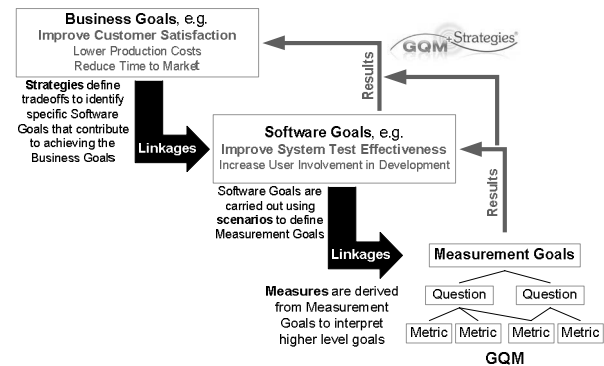 Business Goals, e.g.
Improve Customer Satisfaction
Lower Production Costs
Reduce Time to Market
GQM+Strategies®
Results
Strategies define
tradeoffs to identify
specific Software
Goals that contribute
to achieving the
Business Goals
Linkages
Software Goals, e.g.
Improve System Test Effectiveness
Increase User Involvement in Development
Software Goals are
carried out using
scenarios to define
Measurement Goals
Results
Linkages
Measurement Goals
Measures are derived
from Measurement
Goals to interpret
higher level goals
Question Question
Metric Metric Metric Metric
GQM